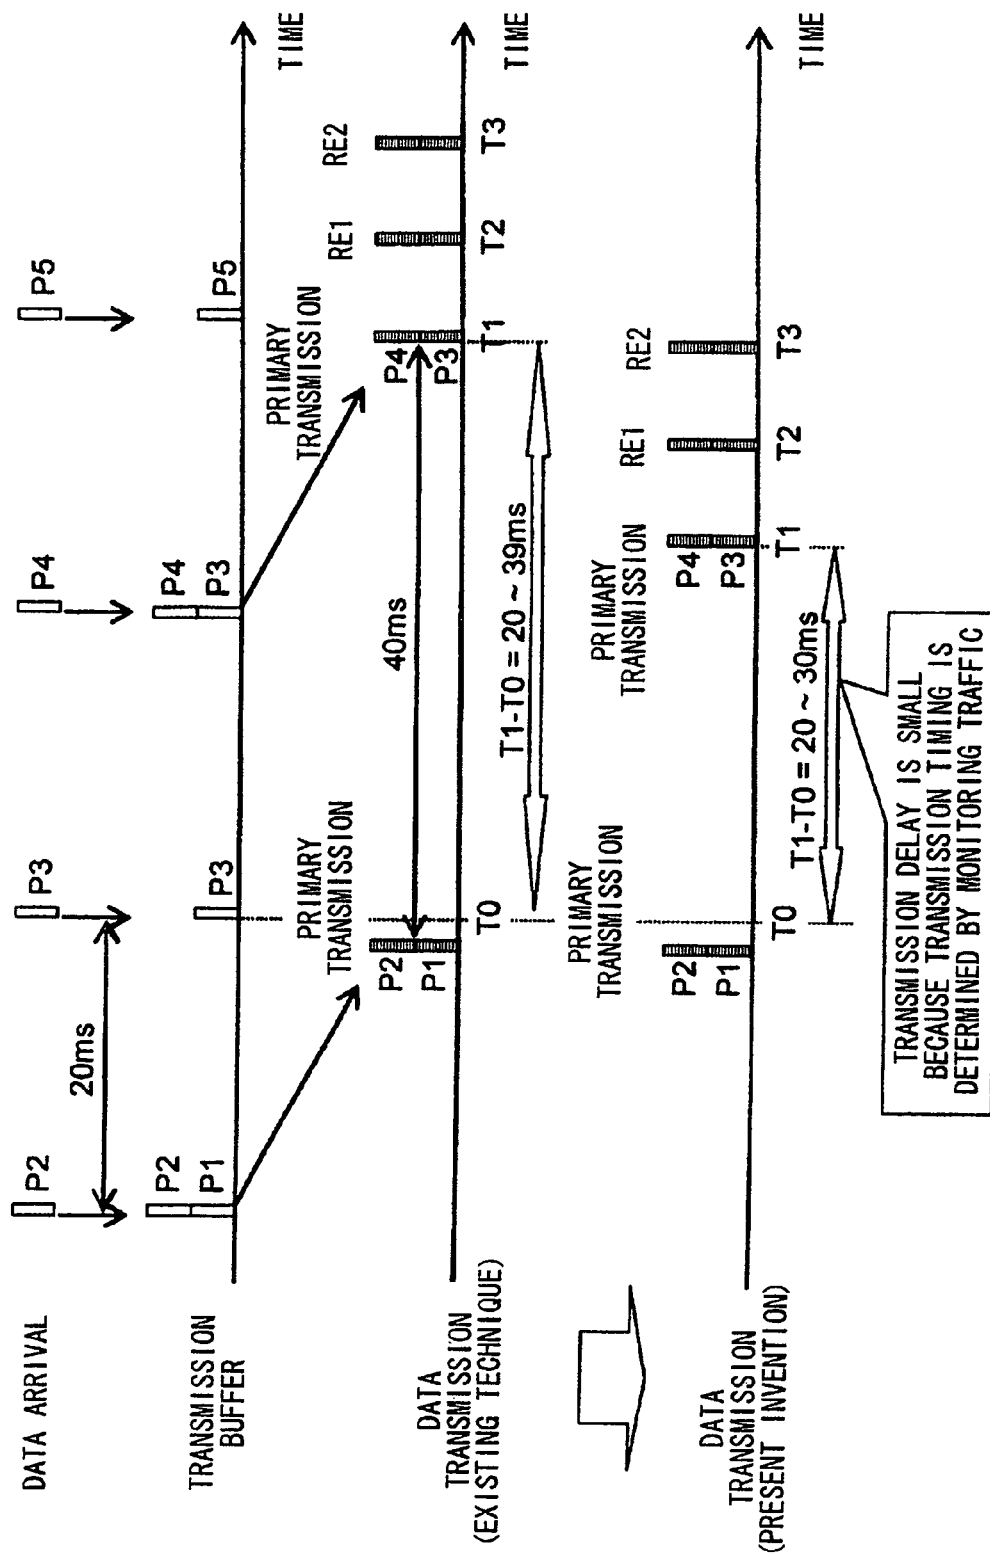 DATA ARRIVAL
P2
P3
P4
P5
20ms
TRANSMISSION
BUFFER
P2
P1
P3
P4
P3
P5
TIME
DATA
TRANSMISSION
(EXISTING TECHNIQUE)
PRIMARY
TRANSMISSION
P2
P1
40ms
PRIMARY
TRANSMISSION
P4
P3
RE1
RE2
T0
T1
T2
T3
TIME
T1-T0 = 20 ~ 39ms
DATA
TRANSMISSION
(PRESENT INVENTION)
PRIMARY
TRANSMISSION
P2
P1
PRIMARY
TRANSMISSION
P4
P3
RE1
RE2
T0
T1
T2
T3
TIME
T1-T0 = 20 ~ 30ms
TRANSMISSION DELAY IS SMALL
BECAUSE TRANSMISSION TIMING IS
DETERMINED BY MONITORING TRAFFIC